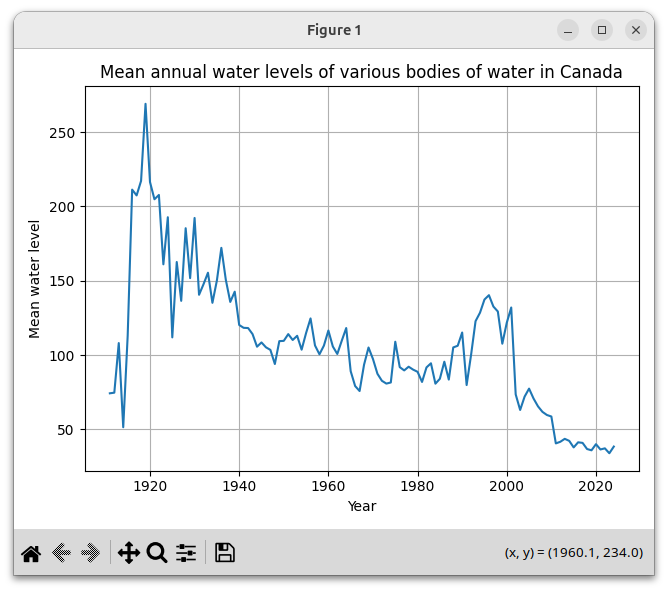 Figure 1
Mean annual water levels of various bodies of water in Canada
250
200
150
100
50
Mean water level
1920 1940 1960 1980 2000 2020
Year
(x, y) = (1960.1, 234.0)